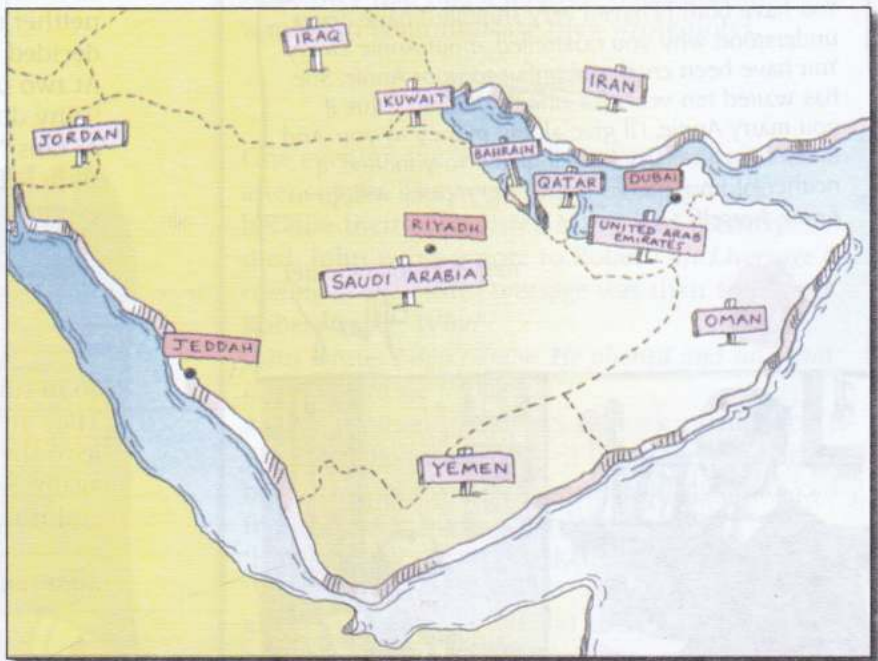 IRAQ
IRAN
KUWAIT
JORDAN
BAHRAIN
QATAR
DUBAI
RIYADH
UNITED ARAB
EMIRATES
SAUDI ARABIA
OMAN
JEDDAH
YEMEN